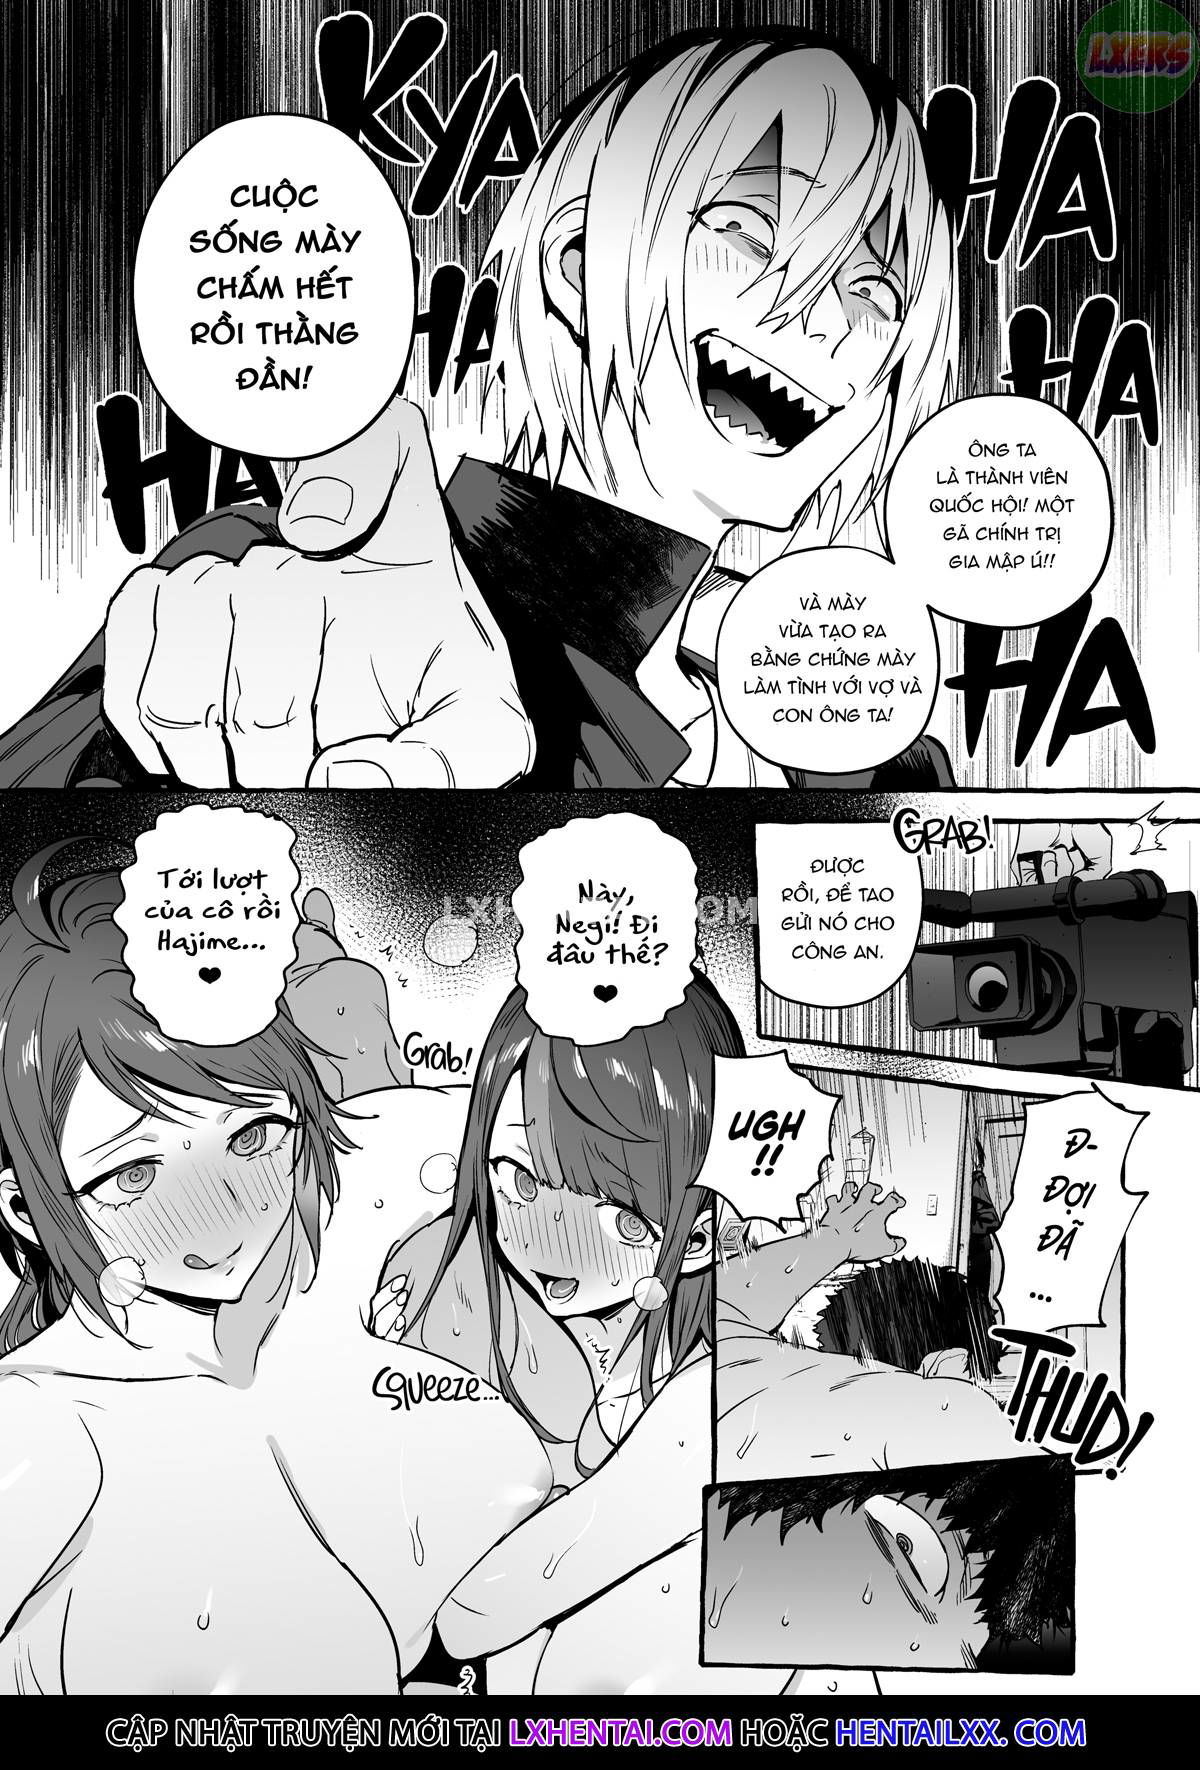 LXERS
KYA
HA
HA
HA
HA
HA
HA
CUỘC
SỐNG MÀY
CHẤM HẾT
RỒI THẰNG
ĐẦN!
ÔNG TA
LÀ THÀNH VIÊN
QUỐC HỘI! MỘT
GÃ CHÍNH TRỊ
GIA MẬP Ú!!
VÀ MÀY
VỪA TẠO RA
BẰNG CHỨNG MÀY
LÀM TÌNH VỚI VỢ VÀ
CON ÔNG TA!
GRAB!
ĐƯỢC
RỒI, ĐỂ TAO
GỬI NÓ CHO
CÔNG AN.
Này,
Negi! Đi
đâu thế?
♥
Tới lượt
của cô rồi
Hajime...
♥
Grab!
Squeeze...
Đ-
ĐỢI
ĐÃ
...
UGH
!!
THUD!
CẬP NHẬT TRUYỆN MỚI TẠI LXHENTAI.COM HOẶC HENTAILXX.COM